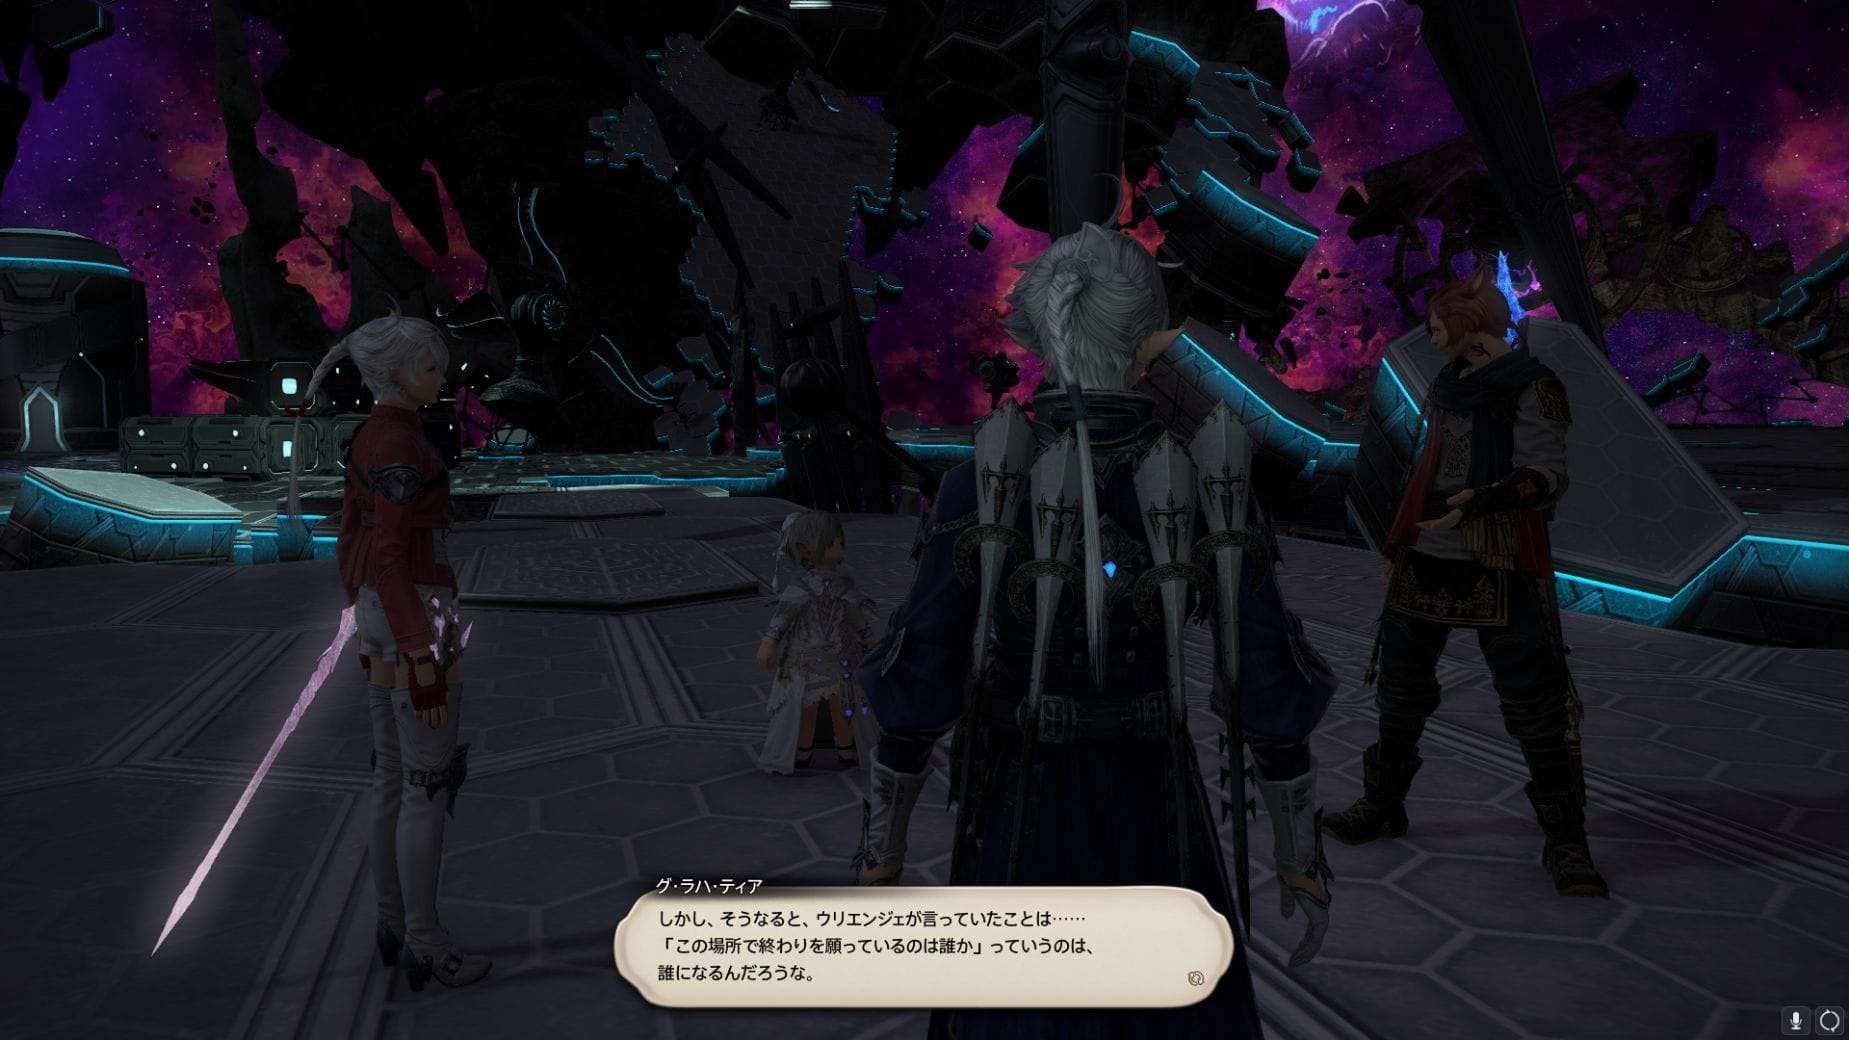 グ・ラハ・ティア
しかし、そうなると、ウリエンジェが言っていたことは……
「この場所で終わりを願っているのは誰か」っていうのは、
誰になるんだろうな。